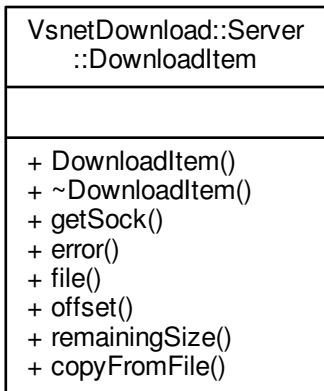 VsnetDownload::Server
::DownloadItem
+ DownloadItem()
+ ~DownloadItem()
+ getSock()
+ error()
+ file()
+ offset()
+ remainingSize()
+ copyFromFile()